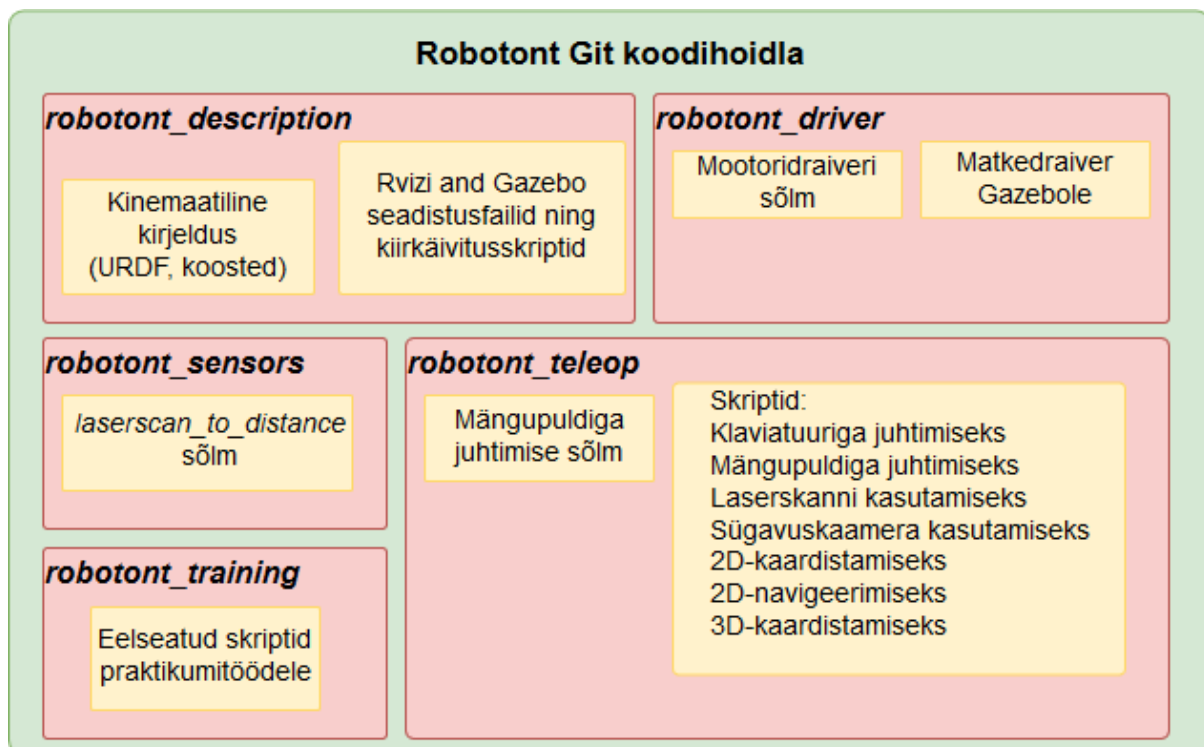 Robotont Git koodihoidla
robotont_description
Kinemaatiline
kirjeldus
(URDF, koosted)
Rvizi and Gazebo
seadistusfailid ning
kiirkäivitusskriptid
robotont_driver
Mootoridraiveri
sõlm
Matkedraiver
Gazebole
robotont_sensors
laserscan_to_distance
sõlm
robotont_teleop
Mängupuldiga
juhtimise sõlm
Skriptid:
Klaviatuuriga juhtimiseks
Mängupuldiga juhtimiseks
Laserskanni kasutamiseks
Sügavuskaamera kasutamiseks
2D-kaardistamiseks
2D-navigeerimiseks
3D-kaardistamiseks
robotont_training
Eelseatud skriptid
praktikumitöödele